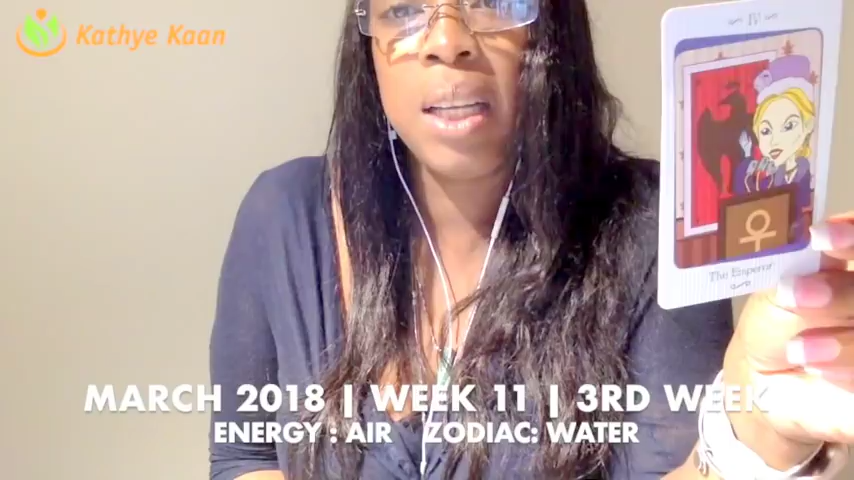 Kathye Kaan
IV
The Emperor
MARCH 2018 | WEEK 11 | 3RD WEEK
ENERGY : AIR ZODIAC: WATER